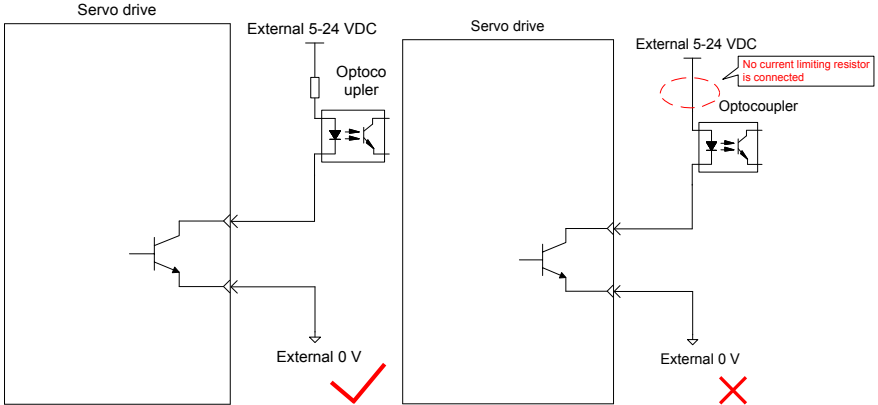 Servo drive
External 5-24 VDC
Optoco
upler
External 0 V
Servo drive
External 5-24 VDC
No current limiting resistor
is connected
Optocoupler
External 0 V